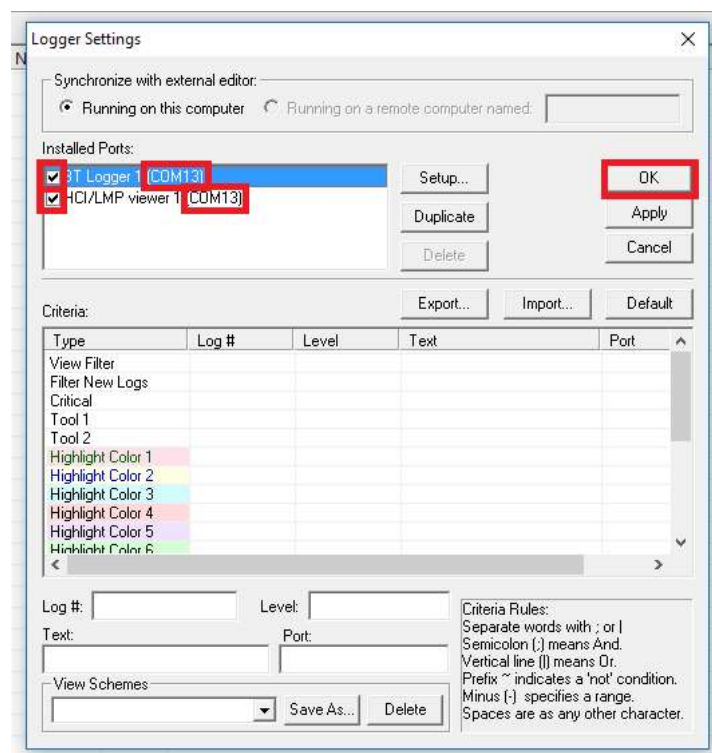 Logger Settings
N
Synchronize with external editor:
Running on this computer
Running on a remote computer named:
Installed Ports:
BT Logger 1 (COM13)
HCI/LMP viewer 1 (COM13)
Setup...
Duplicate
Delete
OK
Apply
Cancel
Export...
Import...
Default
Criteria:
Type Log # Level Text Port
View Filter
Filter New Logs
Critical
Tool 1
Tool 2
Highlight Color 1
Highlight Color 2
Highlight Color 3
Highlight Color 4
Highlight Color 5
Highlight Color 6
Log #:
Level:
Text:
Port:
View Schemes
Save As...
Delete
Criteria Rules:
Separate words with ; or |
Semicolon (;) means And.
Vertical line (|) means Or.
Prefix ~ indicates a 'not' condition.
Minus (-) specifies a range.
Spaces are as any other character.